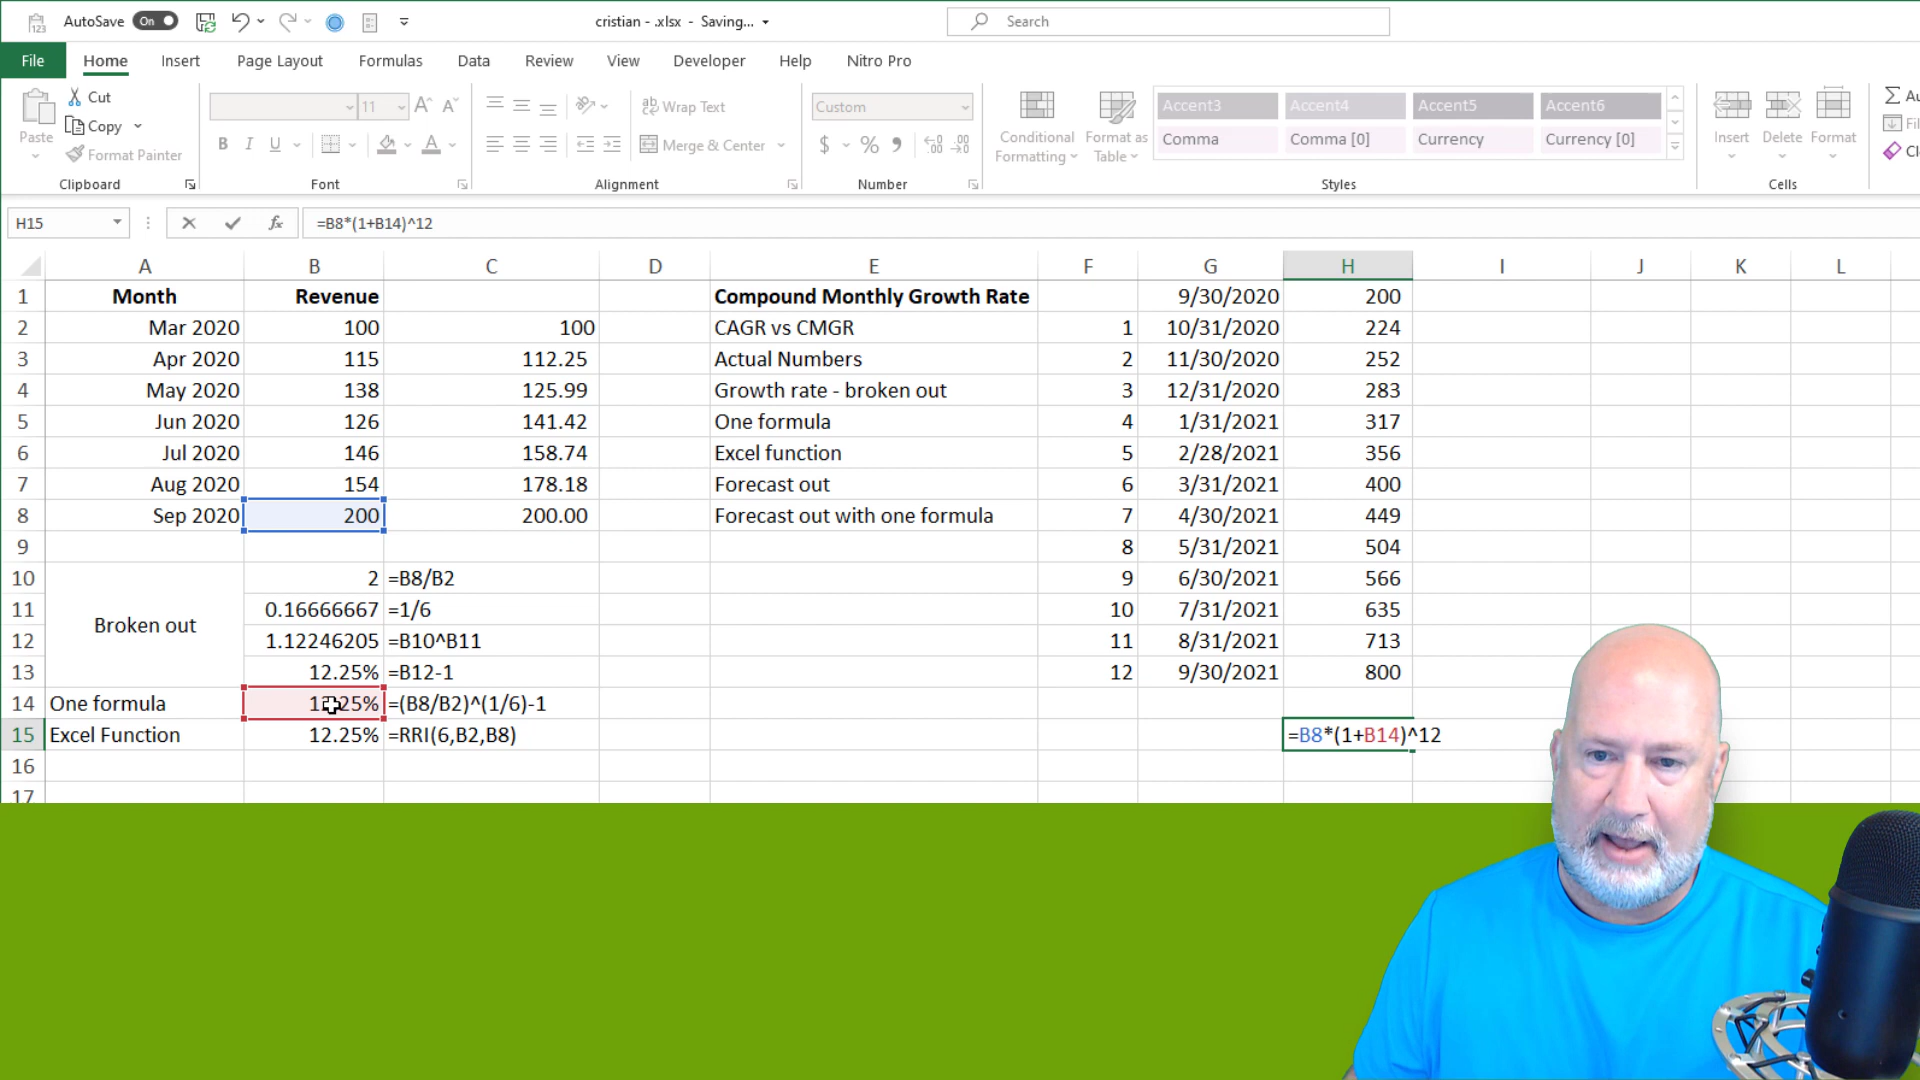 AutoSave On cristian - .xlsx - Saving... Search
File Home Insert Page Layout Formulas Data Review View Developer Help Nitro Pro
Paste Cut Copy Format Painter
11
Wrap Text
Merge & Center
Custom
Conditional Formatting
Format as Table
Accent3 Accent4 Accent5 Accent6
Comma Comma [0] Currency Currency [0]
Insert Delete Format
Clipboard Font Alignment Number Styles Cells
H15 =B8*(1+B14)^12
A B C D E F G H I J K L
1 Month Revenue Compound Monthly Growth Rate 9/30/2020 200
2 Mar 2020 100 100 CAGR vs CMGR 1 10/31/2020 224
3 Apr 2020 115 112.25 Actual Numbers 2 11/30/2020 252
4 May 2020 138 125.99 Growth rate - broken out 3 12/31/2020 283
5 Jun 2020 126 141.42 One formula 4 1/31/2021 317
6 Jul 2020 146 158.74 Excel function 5 2/28/2021 356
7 Aug 2020 154 178.18 Forecast out 6 3/31/2021 400
8 Sep 2020 200 200.00 Forecast out with one formula 7 4/30/2021 449
9 8 5/31/2021 504
10 2 =B8/B2 9 6/30/2021 566
11 Broken out 0.16666667 =1/6 10 7/31/2021 635
12 1.12246205 =B10^B11 11 8/31/2021 713
13 12.25% =B12-1 12 9/30/2021 800
14 One formula =(B8/B2)^(1/6)-1
15 Excel Function 12.25% =RRI(6,B2,B8) =B8*(1+B14)^12
16
17